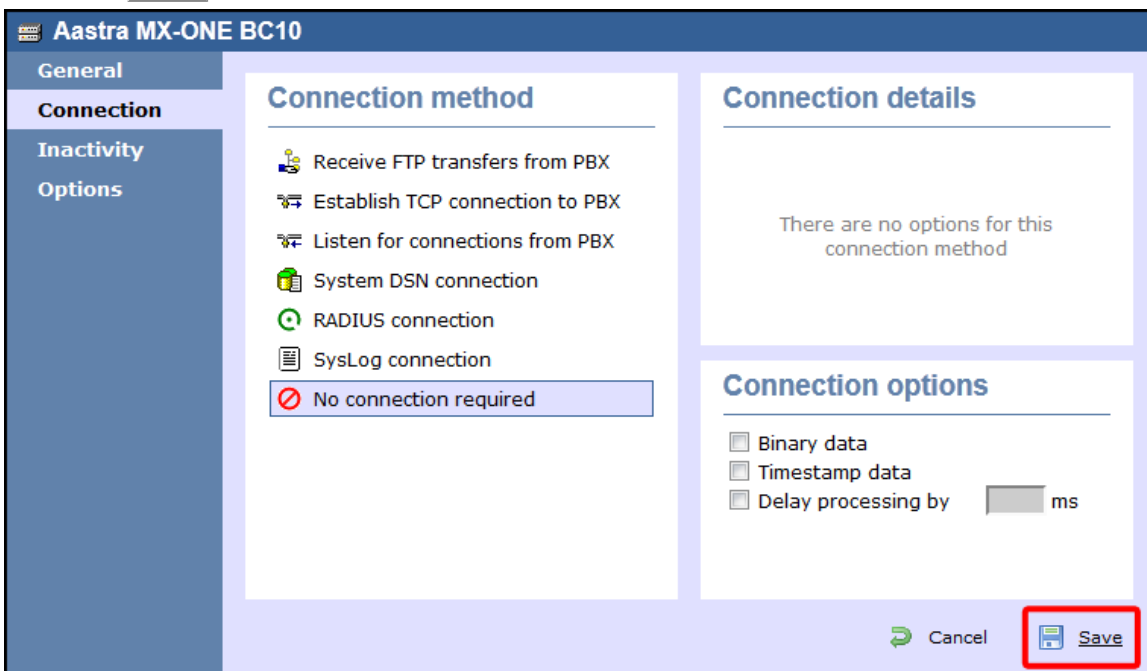 Aastra MX-ONE BC10
General
Connection
Inactivity
Options
Connection method
Receive FTP transfers from PBX
Establish TCP connection to PBX
Listen for connections from PBX
System DSN connection
RADIUS connection
SysLog connection
No connection required
Connection details
There are no options for this
connection method
Connection options
Binary data
Timestamp data
Delay processing by ms
Cancel
Save